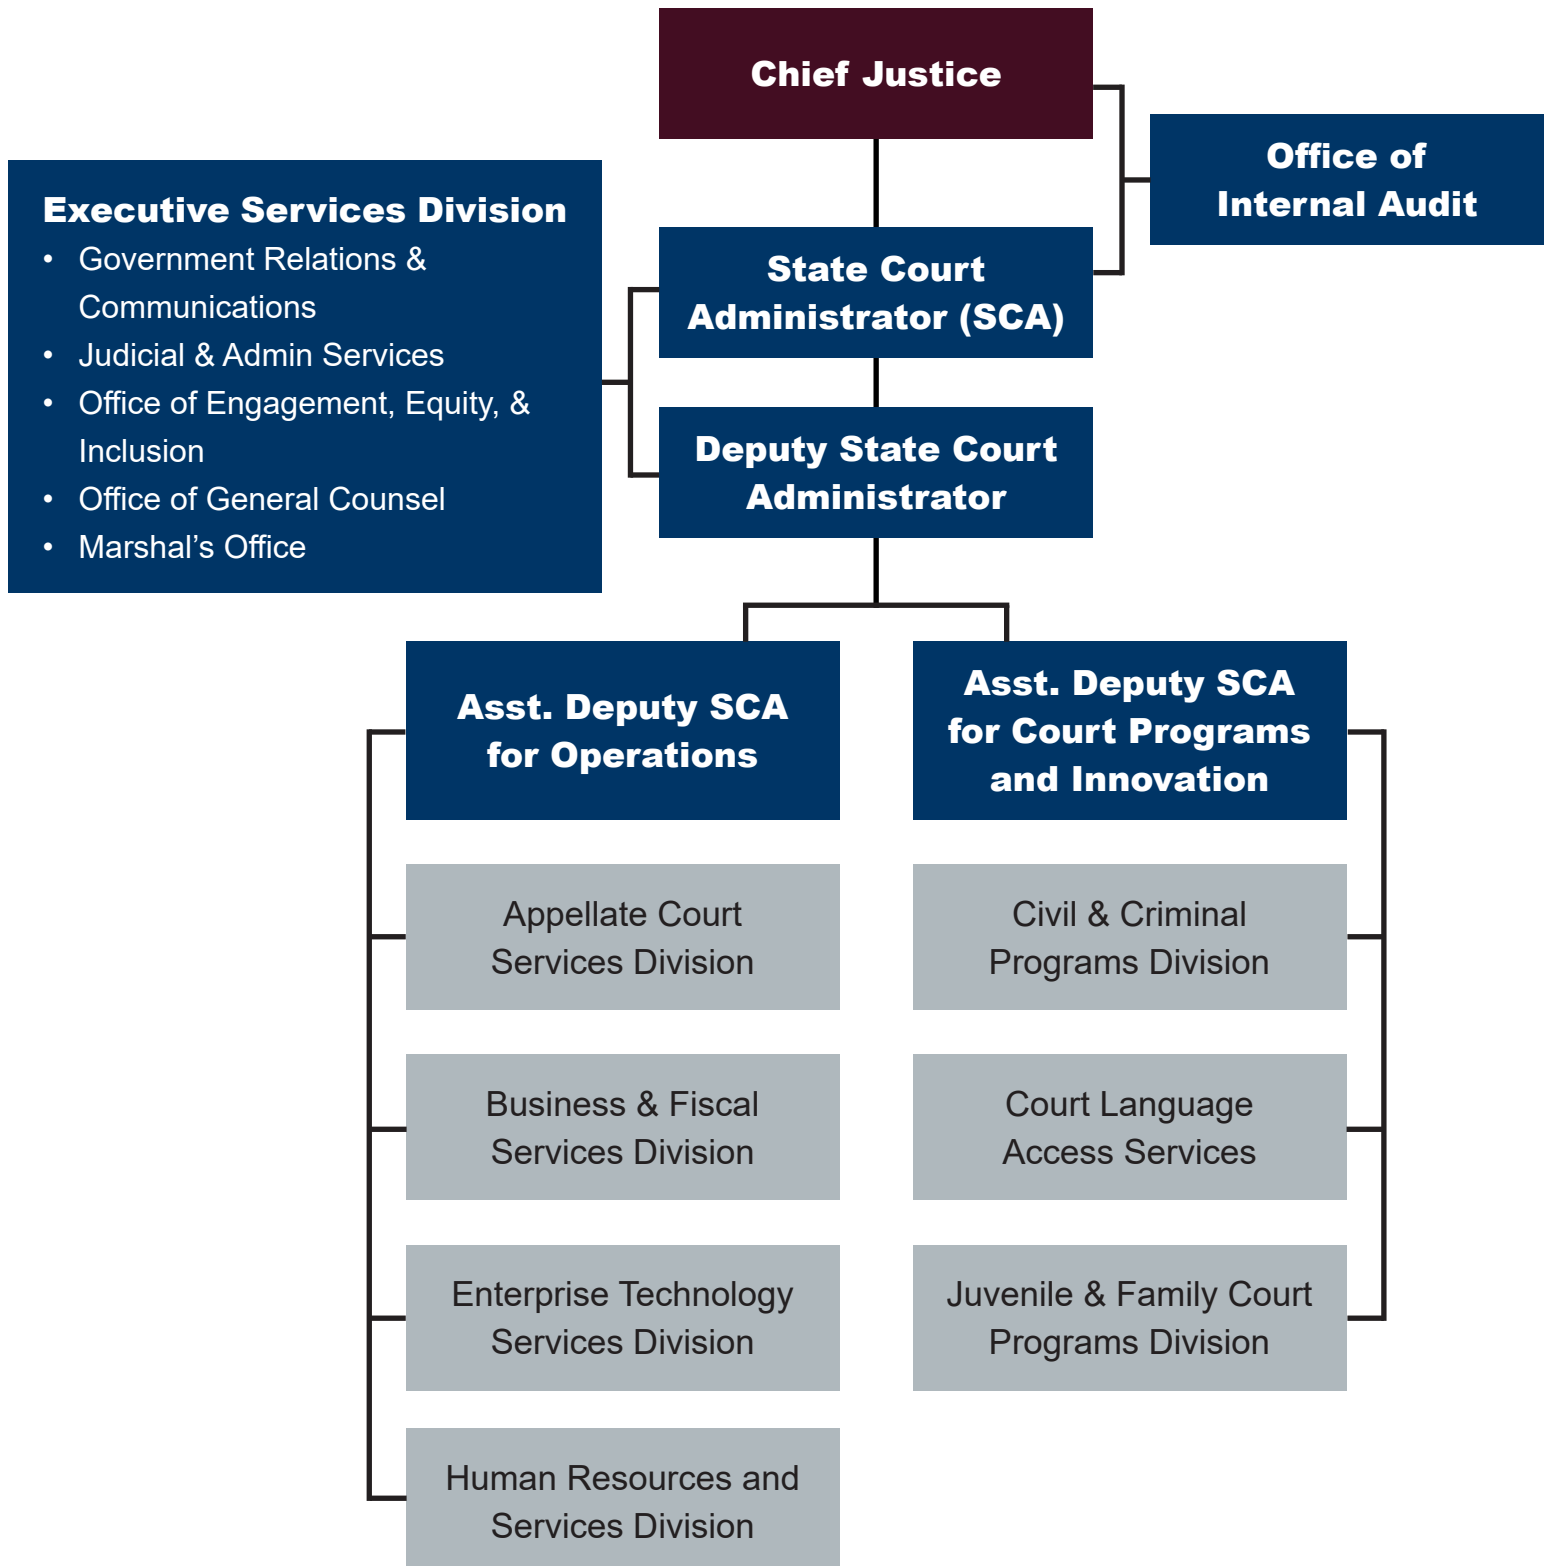 Chief Justice
Office of
Internal Audit
Executive Services Division
• Government Relations &
Communications
• Judicial & Admin Services
• Office of Engagement, Equity, &
Inclusion
• Office of General Counsel
• Marshal’s Office
State Court
Administrator (SCA)
Deputy State Court
Administrator
Asst. Deputy SCA
for Operations
Appellate Court
Services Division
Business & Fiscal
Services Division
Enterprise Technology
Services Division
Human Resources and
Services Division
Asst. Deputy SCA
for Court Programs
and Innovation
Civil & Criminal
Programs Division
Court Language
Access Services
Juvenile & Family Court
Programs Division